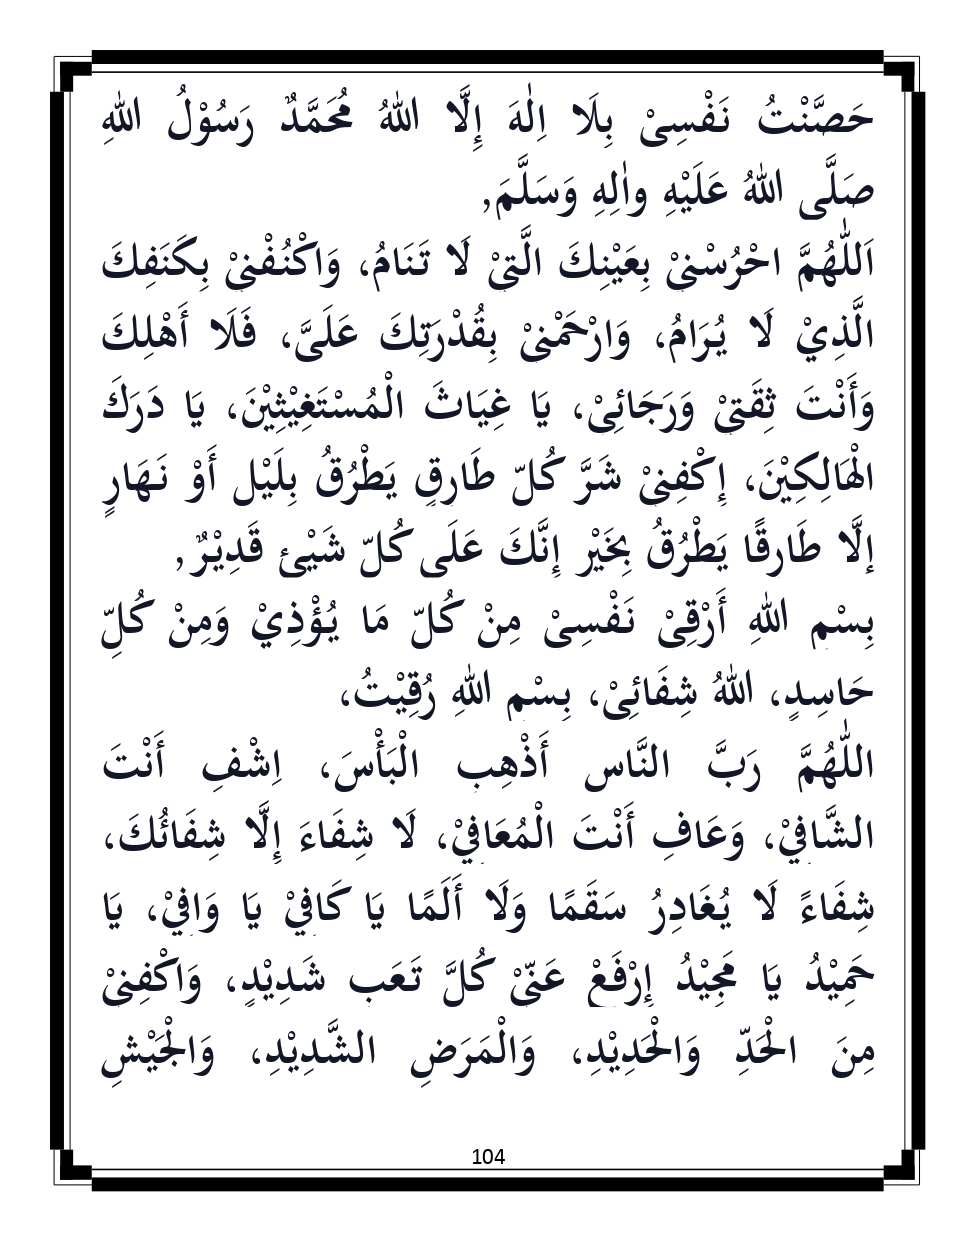 حَصَّنْتُ نَفْسِىْ بِلَا اِلٰهَ إِلَّا اللهُ مُحَمَّدٌ رَسُوْلُ اللهِ
صَلَّى اللهُ عَلَيْهِ واٰلِهِ وَسَلَّمَ,
اَللّٰهُمَّ احْرُسْنِىْ بِعَيْنِكَ الَّتِىْ لَا تَنَامُ، وَاكْنُفْنِىْ بِكَنَفِكَ
الَّذِيْ لَا يُرَامُ، وَارْحَمْنِىْ بِقُدْرَتِكَ عَلَىَّ، فَلَا أَهْلِكَ
وَأَنْتَ ثِقَتِىْ وَرَجَائِىْ، يَا غِيَاثَ الْمُسْتَغِيْثِيْنَ، يَا دَرَكَ
الْهَالِكِيْنَ، إِكْفِنِىْ شَرَّ كُلّ طَارِقٍ يَطْرُقُ بِلَيْل أَوْ نَهَارٍ
إلَّا طَارِقًا يَطْرُقُ بِخَيْر إِنَّكَ عَلَى كُلّ شَيْئ قَدِيْرٌ,
بِسْمِ اللهِ أَرْقِىْ نَفْسِىْ مِنْ كُلّ مَا يُؤْذِيْ وَمِنْ كُلِّ
حَاسِدٍ، اللهُ شِفَائِىْ، بِسْمِ اللهِ رُقِيْتُ،
اللّٰهُمَّ رَبَّ النَّاس أَذْهِب الْبَأْسَ، اِشْفِ أَنْتَ
الشَّافِيْ، وَعَافِ أَنْتَ الْمُعَافِيْ، لَا شِفَاءَ إِلَّا شِفَائُكَ،
شِفَاءً لَا يُغَادِرُ سَقَمًا وَلَا أَلَمًا يَا كَافِيْ يَا وَافِيْ، يَا
حَمِيْدُ يَا مَجِيْدُ إِرْفَعْ عَنِّىْ كُلَّ تَعَب شَدِيْدٍ، وَاكْفِنِىْ
مِنَ الْحَدِّ وَالْحَدِيْدِ، وَالْمَرَضِ الشَّدِيْدِ، وَالْجَيْشِ
104